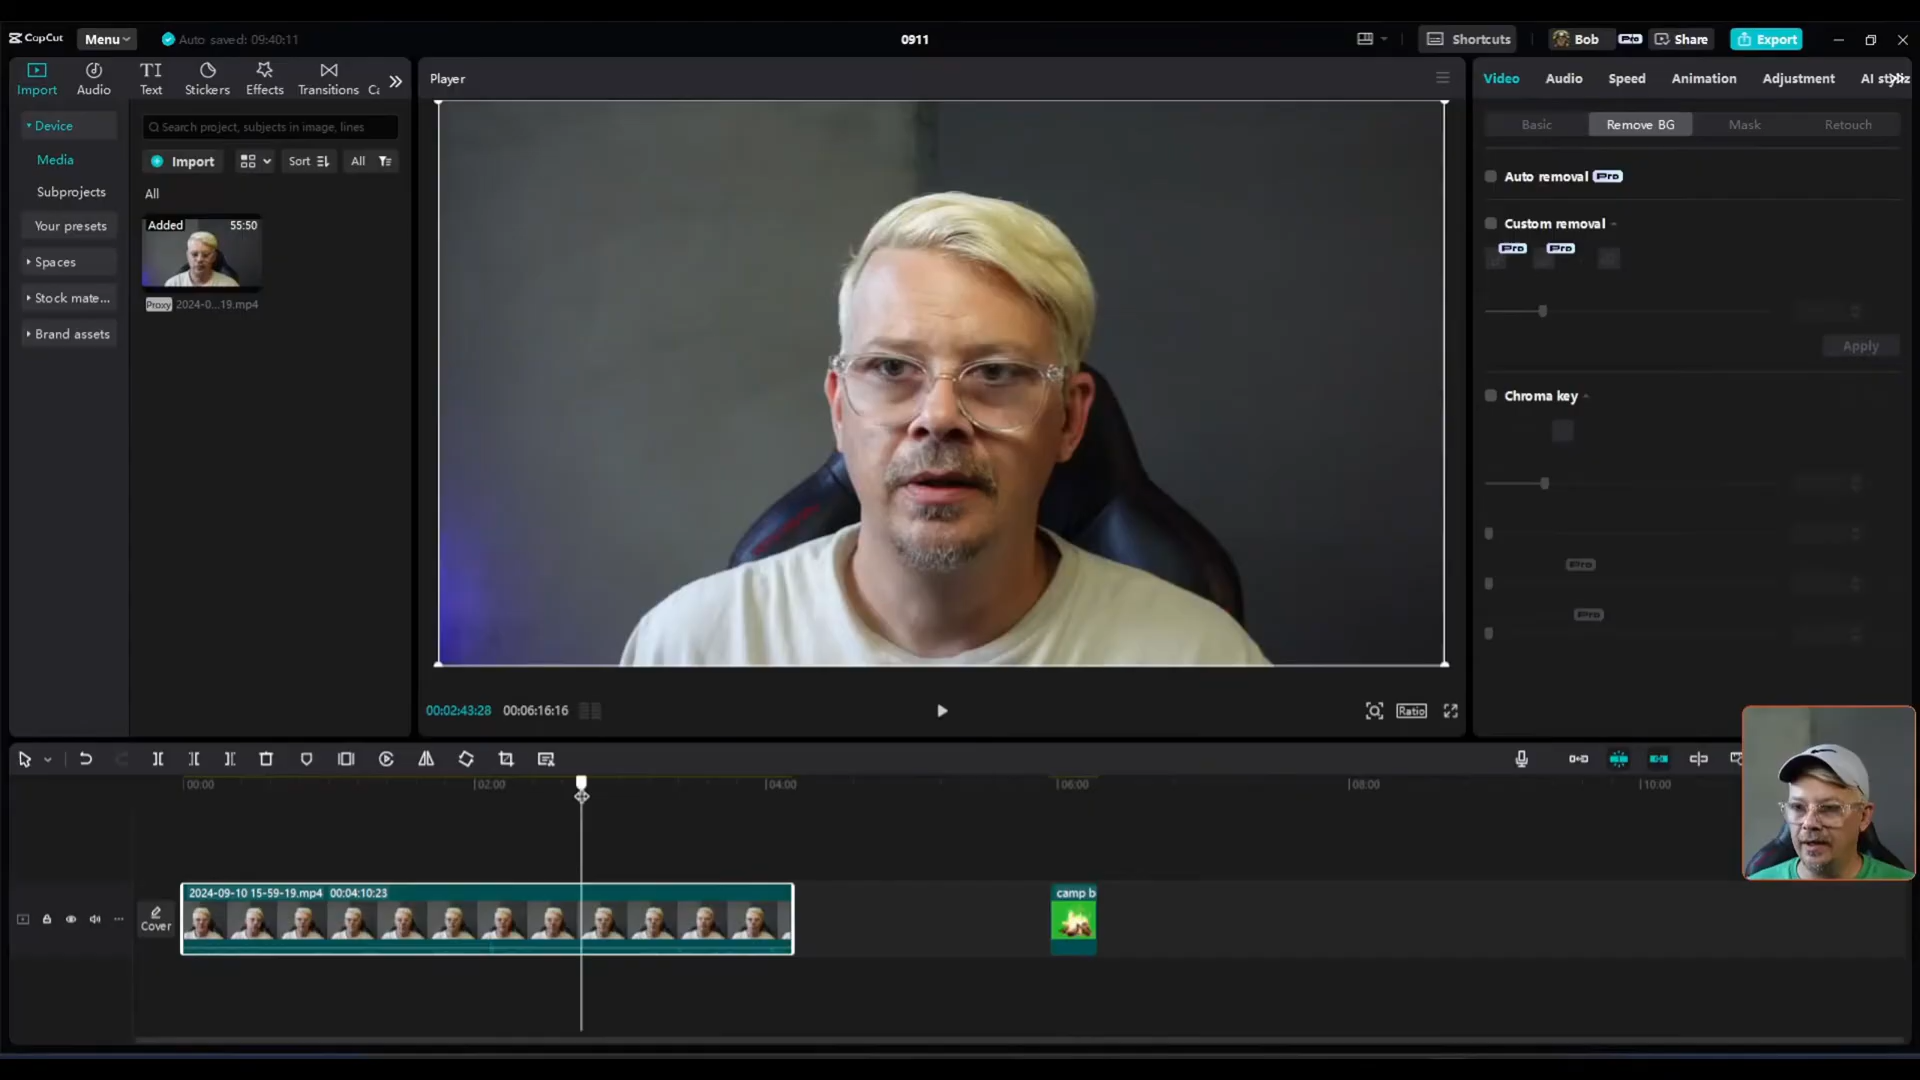 CapCut Menu Auto saved: 09:40:11 0911 Shortcuts Bob Pro Share Export
Import Audio Text Stickers Effects Transitions Ca
Device
Media
Subprojects
Your presets
Spaces
Stock mate...
Brand assets
Search project, subjects in image, lines
Import Sort All
All
Added 55:50
Proxy 2024-0...19.mp4
Player
00:02:43:28 00:06:16:16 Ratio
Video Audio Speed Animation Adjustment AI
Basic Remove BG Mask Retouch
Auto removal Pro
Custom removal
Pro Pro
Apply
Chroma key
Pro
Pro
00:00 02:00 04:00 06:00 08:00 10:00
Cover
2024-09-10 15-59-19.mp4 00:04:10:23
camp b